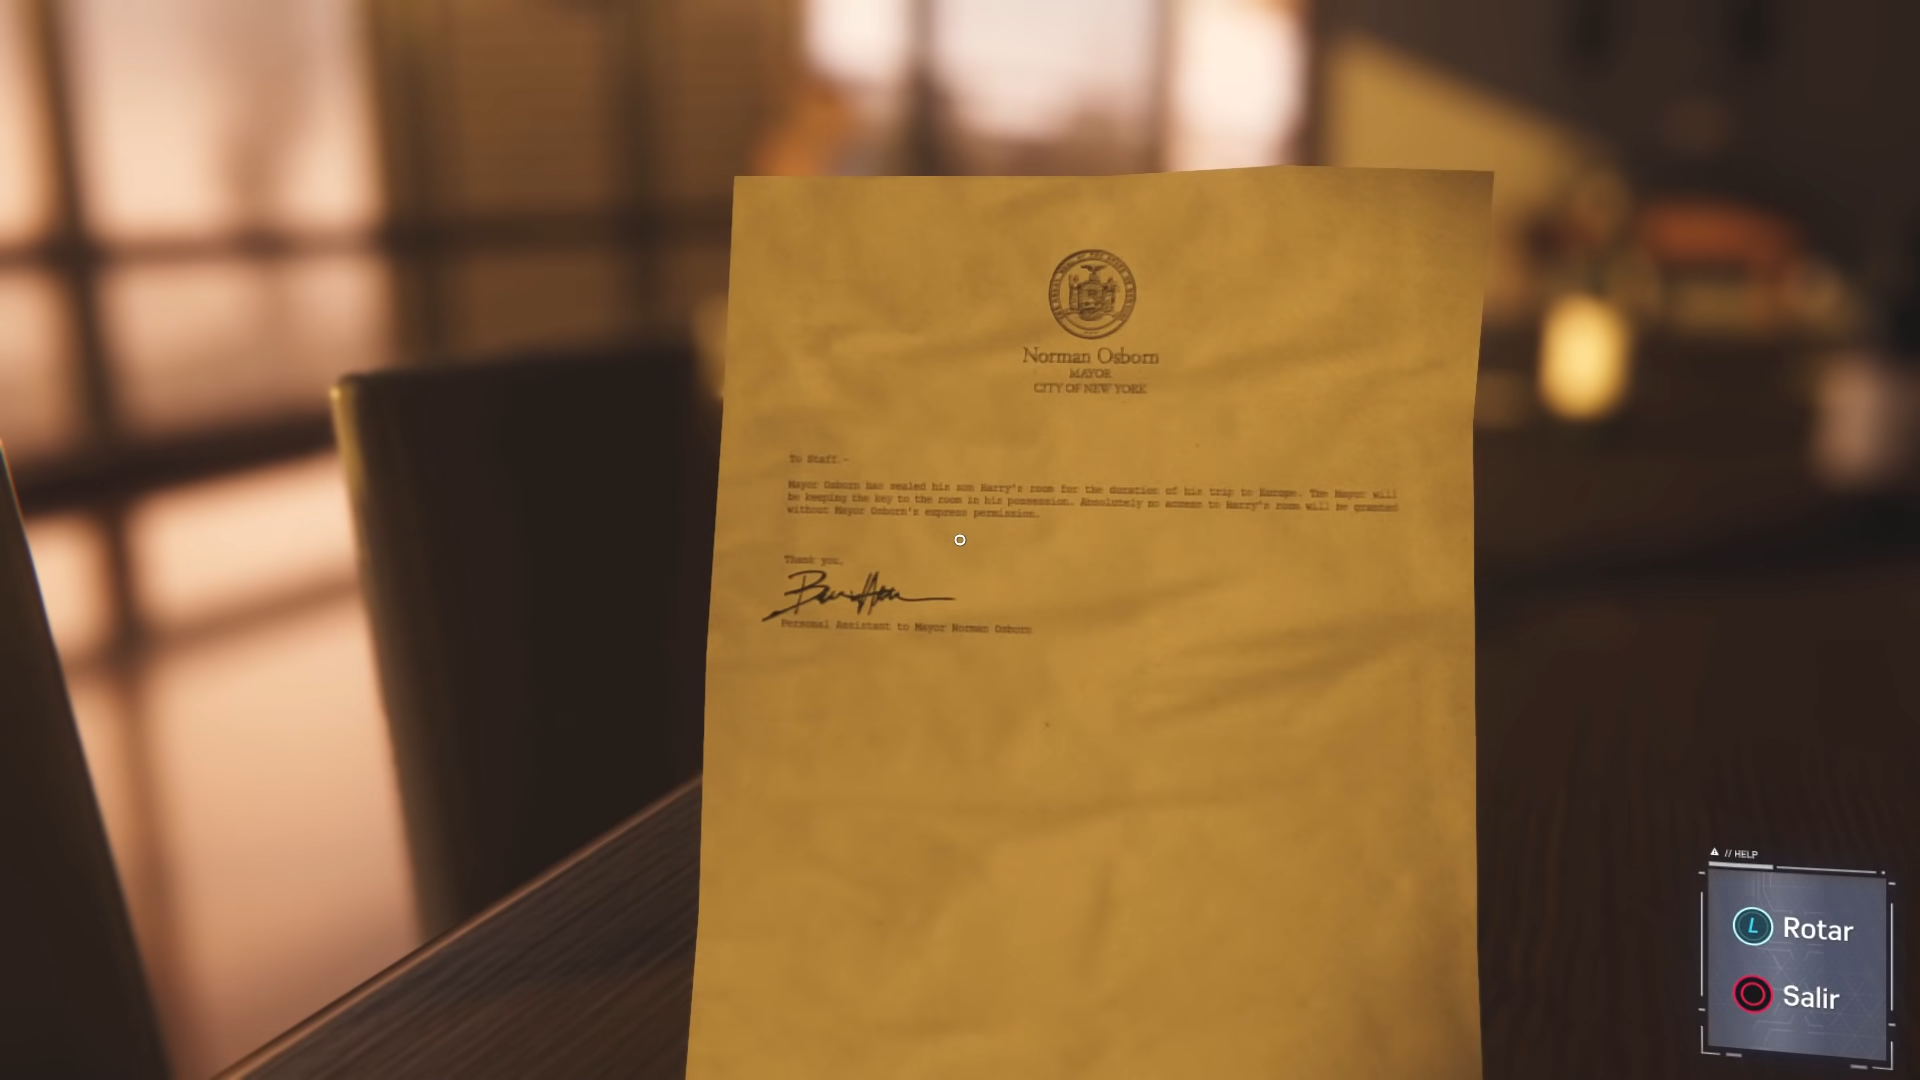 Norman Osborn
MAYOR
CITY OF NEW YORK
To Staff.-
Mayor Osborn has sealed his son Harry's room for the duration of his trip to Europe. The Mayor will
be keeping the key to the room in his possession. Absolutely no access to Harry's room will be granted
without Mayor Osborn's express permission.
Thank you,
Personal Assistant to Mayor Norman Osborn
// HELP
L Rotar
Salir